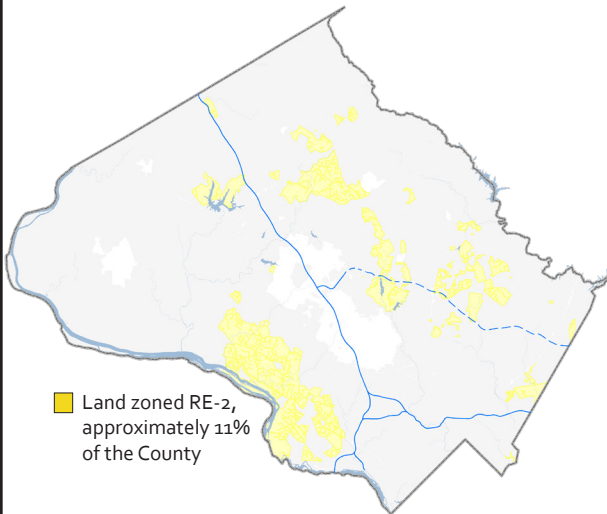 Land zoned RE-2,
approximately 11%
of the County